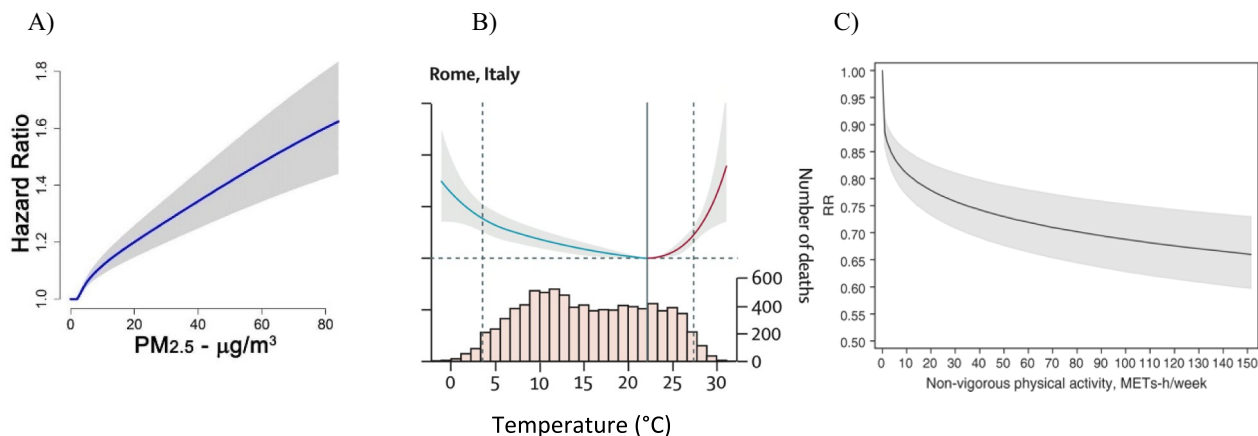 A)
Hazard Ratio
1.8
1.6
1.4
1.2
1.0
0 20 40 60 80
PM2.5 - μg/m³
B)
Rome, Italy
600
400
200
0
Number of deaths
0 5 10 15 20 25 30
Temperature (°C)
C)
RR
1.00
0.95
0.90
0.85
0.80
0.75
0.70
0.65
0.60
0.55
0.50
0 10 20 30 40 50 60 70 80 90 100 110 120 130 140 150
Non-vigorous physical activity, METs-h/week